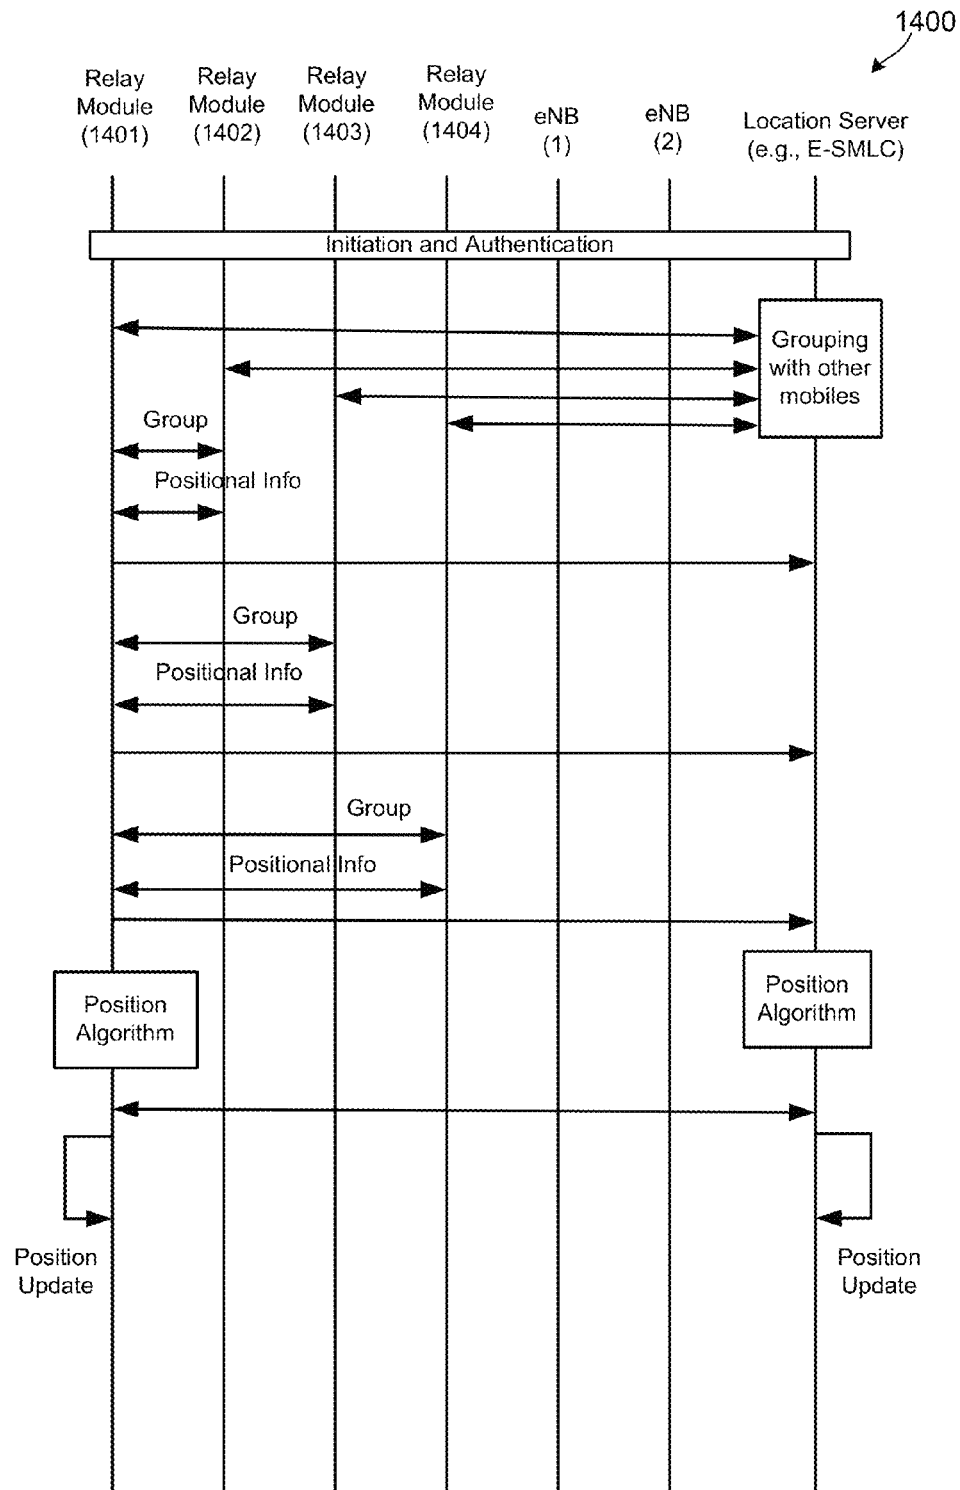 1400
Relay
Module
(1401)
Relay
Module
(1402)
Relay
Module
(1403)
Relay
Module
(1404)
eNB
(1)
eNB
(2)
Location Server
(e.g., E-SMLC)
Initiation and Authentication
Grouping
with other
mobiles
Group
Positional Info
Group
Positional Info
Group
Positional Info
Position
Algorithm
Position
Algorithm
Position
Update
Position
Update